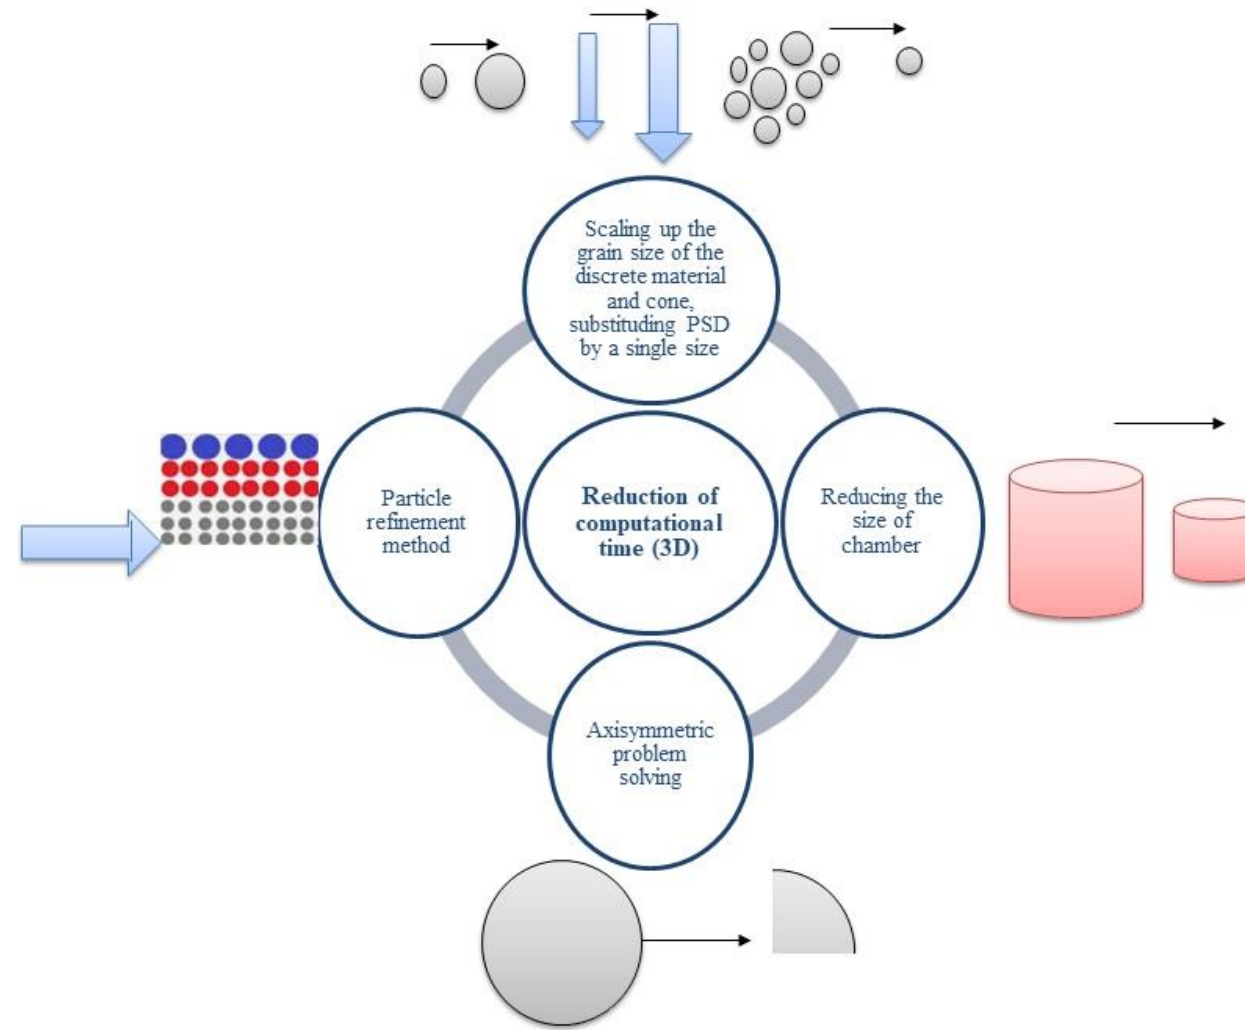 Scaling up the
grain size of the
discrete material
and cone,
substituding PSD
by a single size
Particle
refinement
method
Reduction of
computational
time (3D)
Reducing the
size of
chamber
Axisymmetric
problem
solving